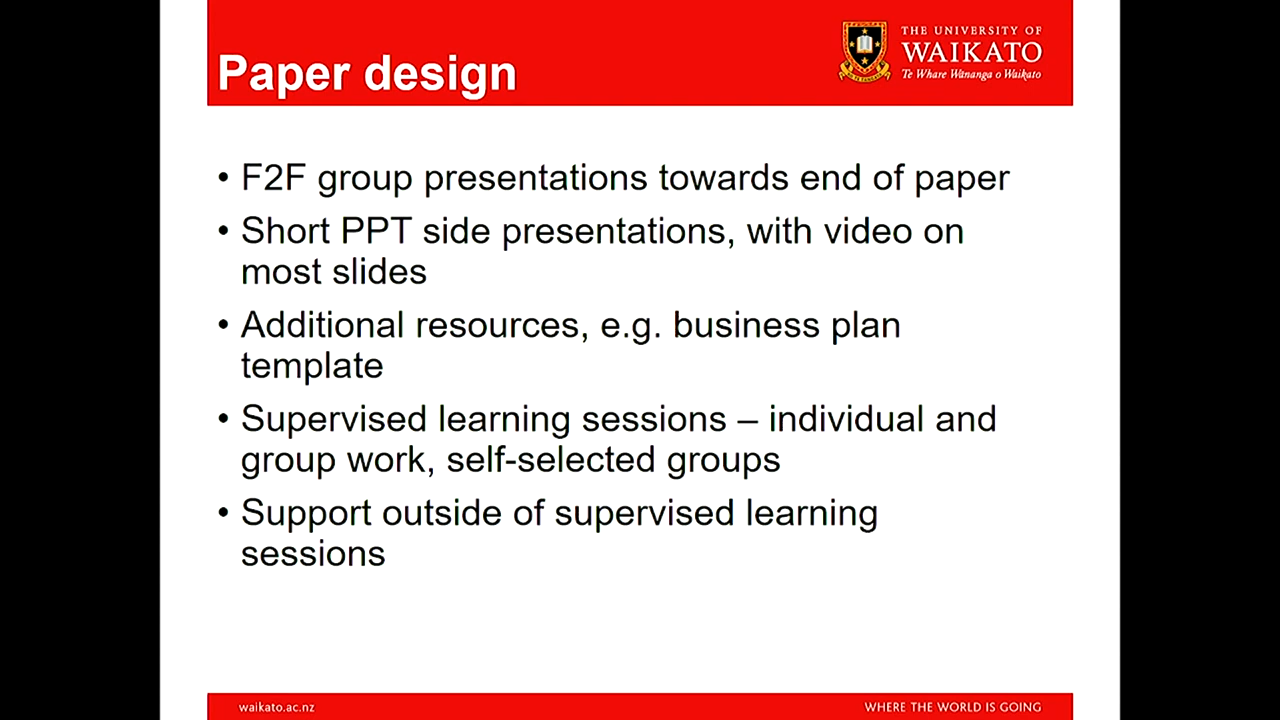 Paper design
THE UNIVERSITY OF
WAIKATO
Te Whare Wānanga o Waikato
• F2F group presentations towards end of paper
• Short PPT side presentations, with video on
most slides
• Additional resources, e.g. business plan
template
• Supervised learning sessions – individual and
group work, self-selected groups
• Support outside of supervised learning
sessions
waikato.ac.nz
WHERE THE WORLD IS GOING